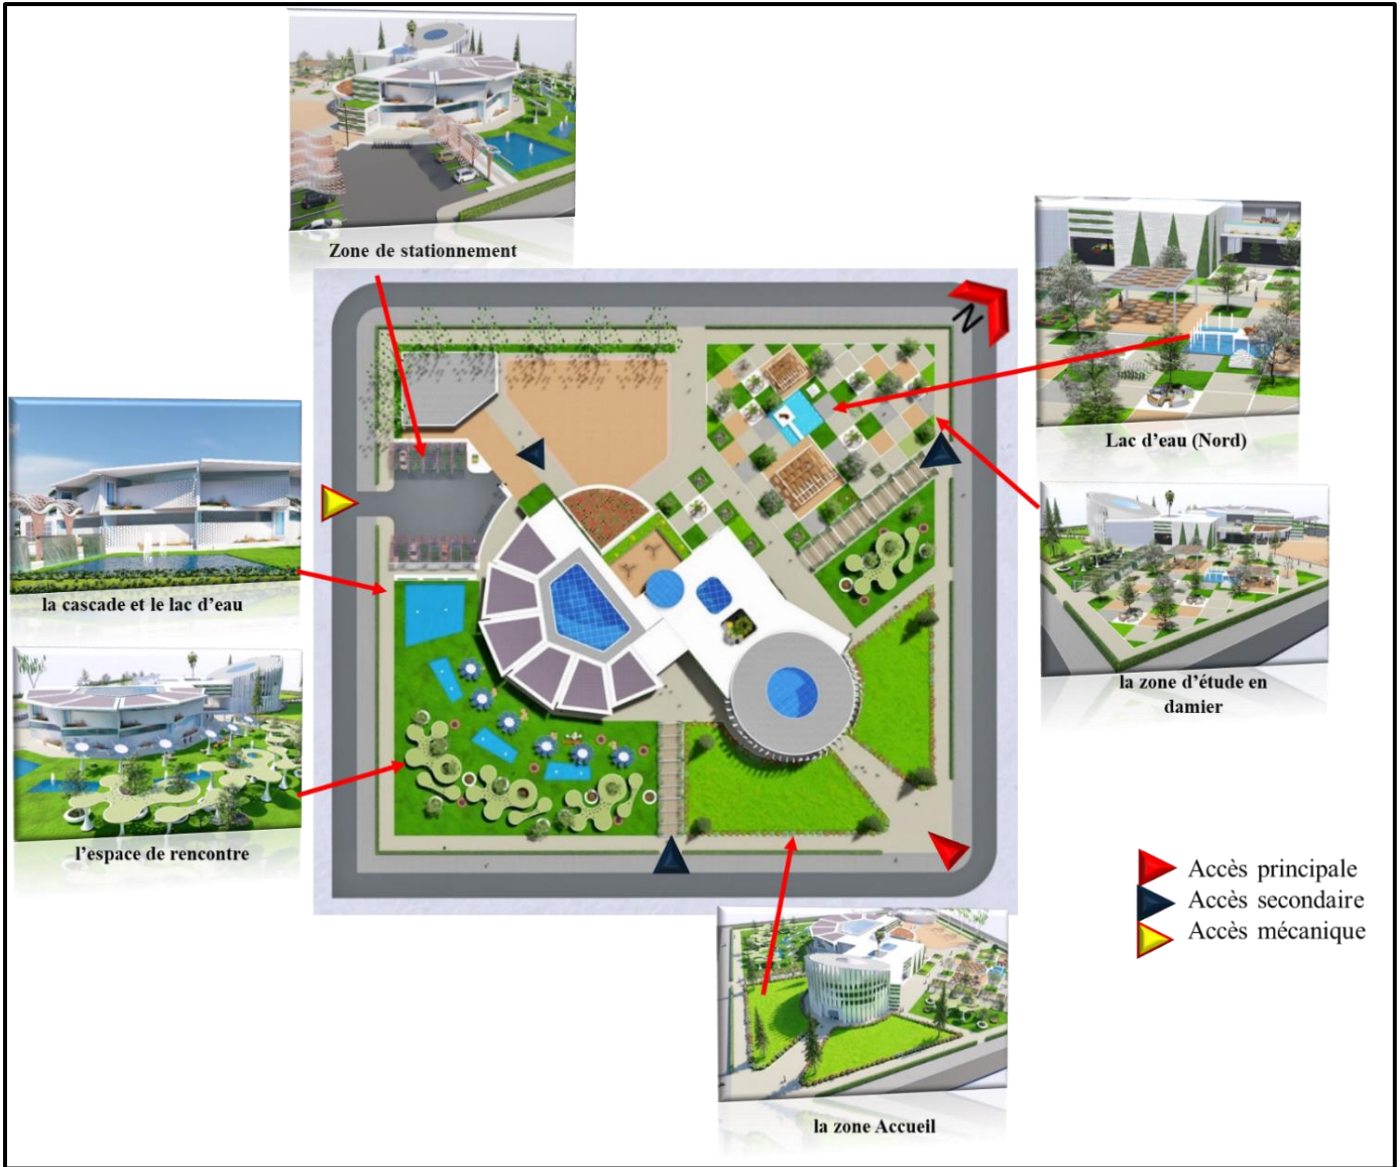 Zone de stationnement
N
Lac d'eau (Nord)
la cascade et le lac d'eau
la zone d'étude en
damier
l'espace de rencontre
Accès principale
Accès secondaire
Accès mécanique
la zone Accueil